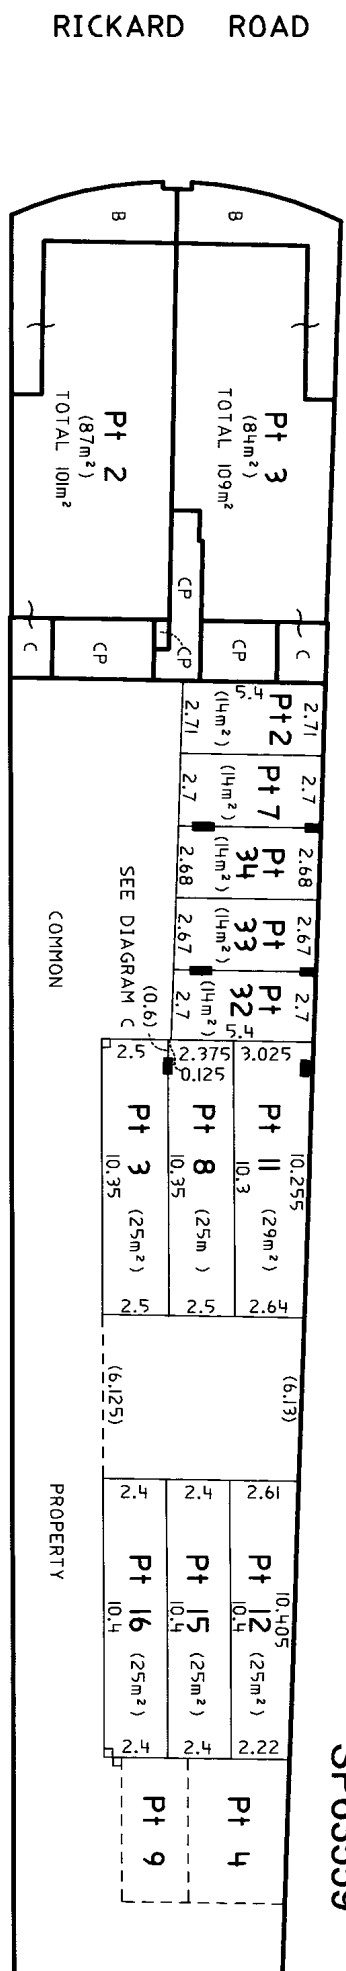 RICKARD ROAD
B
B
Pt 2
(87m²)
TOTAL 101m²
Pt 3
(84m²)
TOTAL 109m²
CP
C
CP
CP
CP
C
5.4
2.71
Pt 2
(14m²)
2.71
2.7
Pt 7
(14m²)
2.7
2.68
Pt 34
(14m²)
2.68
2.67
Pt 33
(14m²)
2.67
2.7
Pt 32
(14m²)
2.7
5.4
SEE DIAGRAM C
COMMON
(0.6)
2.5
2.375
0.125
3.025
Pt 3
(25m²)
10.35
Pt 8
(25m )
10.35
Pt 11
(29m²)
10.3
10.255
2.5
2.5
2.64
(6.125)
(6.13)
PROPERTY
2.4
2.4
2.61
Pt 16
(25m²)
10.4
Pt 15
(25m²)
10.4
Pt 12
(25m²)
10.4
10.405
2.4
2.4
2.22
Pt 9
Pt 4